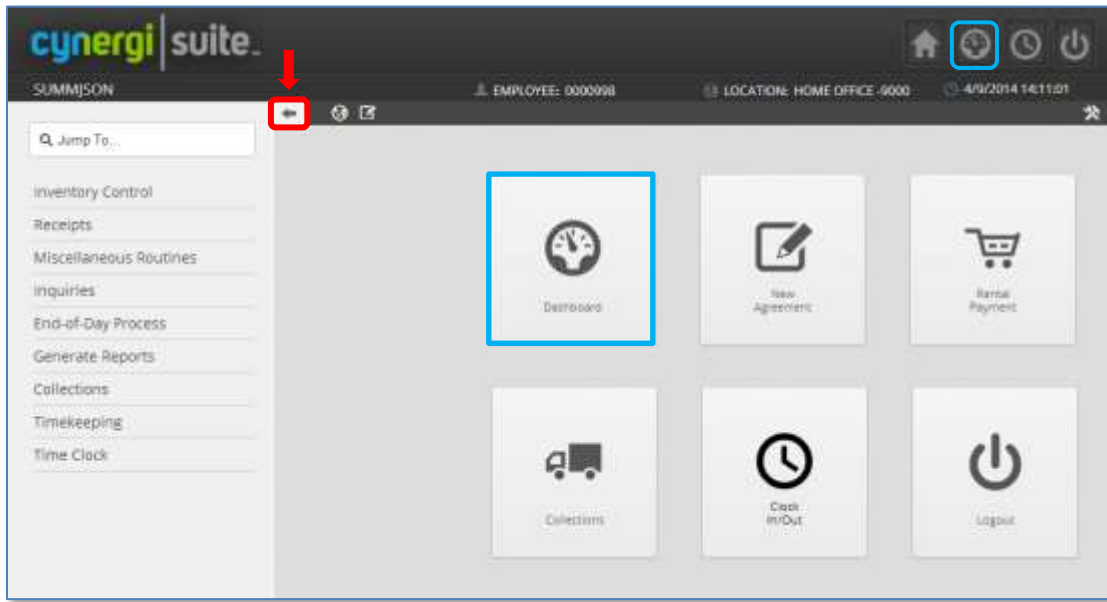 cynergi|suite
SUMMJSON
EMPLOYEE: 0000998
LOCATION: HOME OFFICE -9000
4/9/2014 14:11:01
Jump To...
Inventory Control
Receipts
Miscellaneous Routines
Inquiries
End-of-Day Process
Generate Reports
Collections
Timekeeping
Time Clock
Dashboard
New
Agreement
Rental
Payment
Collections
Clock
In/Out
Logout